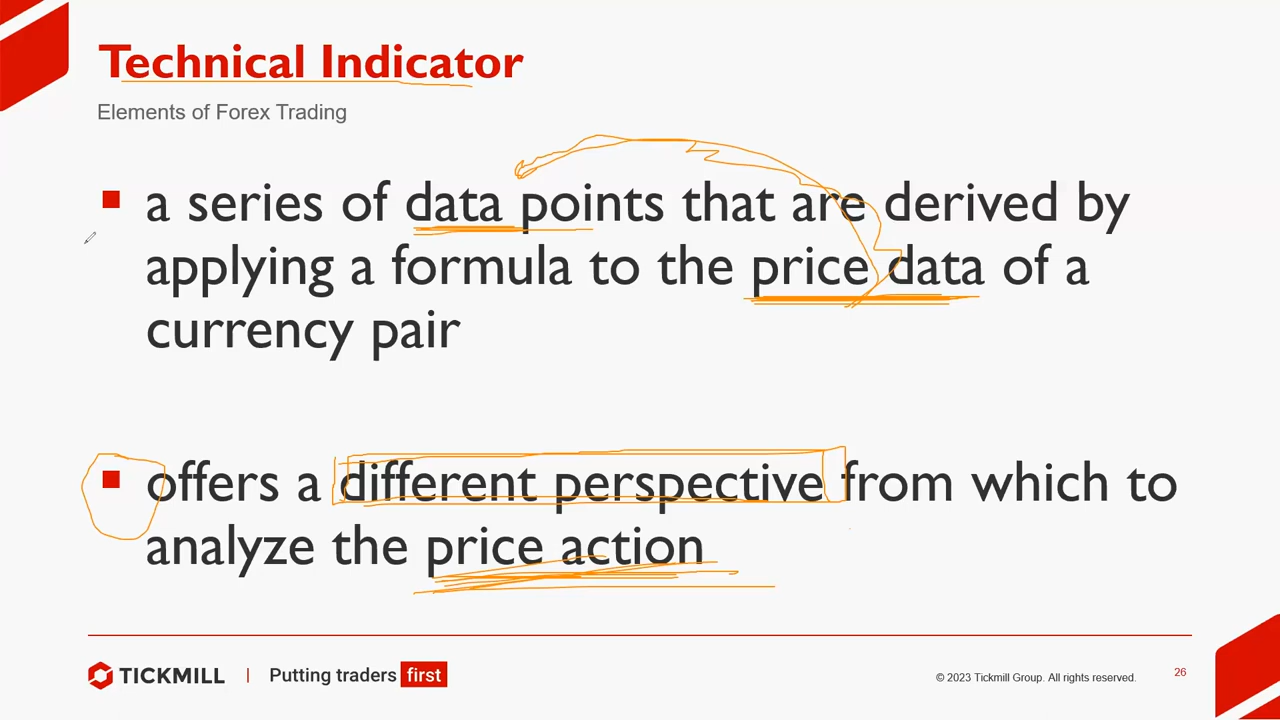 Technical Indicator
Elements of Forex Trading
a series of data points that are derived by
applying a formula to the price data of a
currency pair
offers a different perspective from which to
analyze the price action
TICKMILL | Putting traders first
© 2023 Tickmill Group. All rights reserved.
26